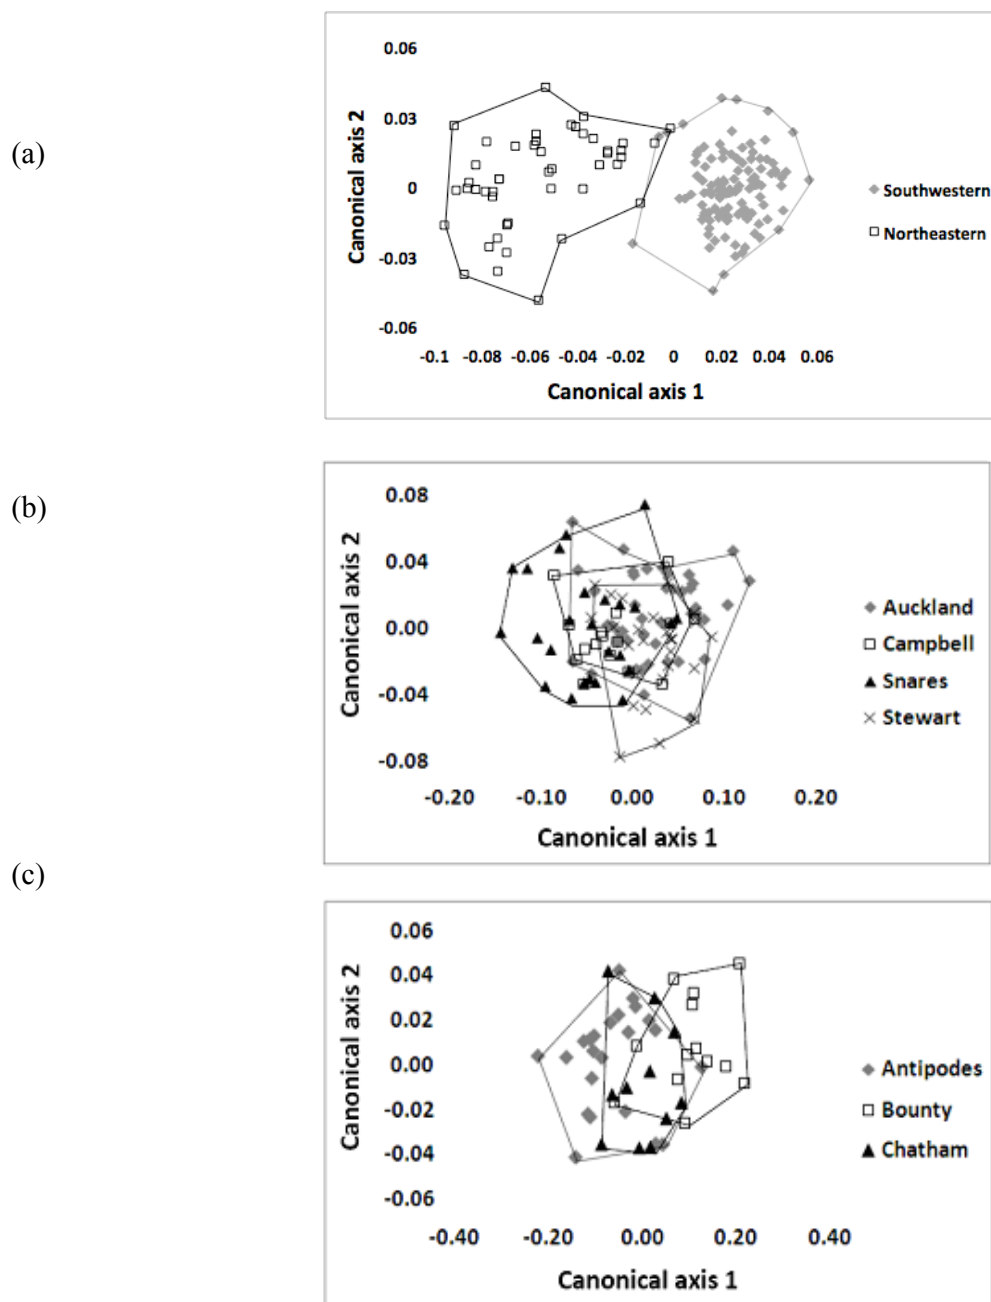 (a)
0.06
0.03
0
-0.03
-0.06
Canonical axis 2
-0.1 -0.08 -0.06 -0.04 -0.02 0 0.02 0.04 0.06
Canonical axis 1
Southwestern
Northeastern
(b)
0.08
0.04
0.00
-0.04
-0.08
Canonical axis 2
-0.20 -0.10 0.00 0.10 0.20
Canonical axis 1
Auckland
Campbell
Snares
Stewart
(c)
0.06
0.04
0.02
0.00
-0.02
-0.04
-0.06
Canonical axis 2
-0.40 -0.20 0.00 0.20 0.40
Canonical axis 1
Antipodes
Bounty
Chatham